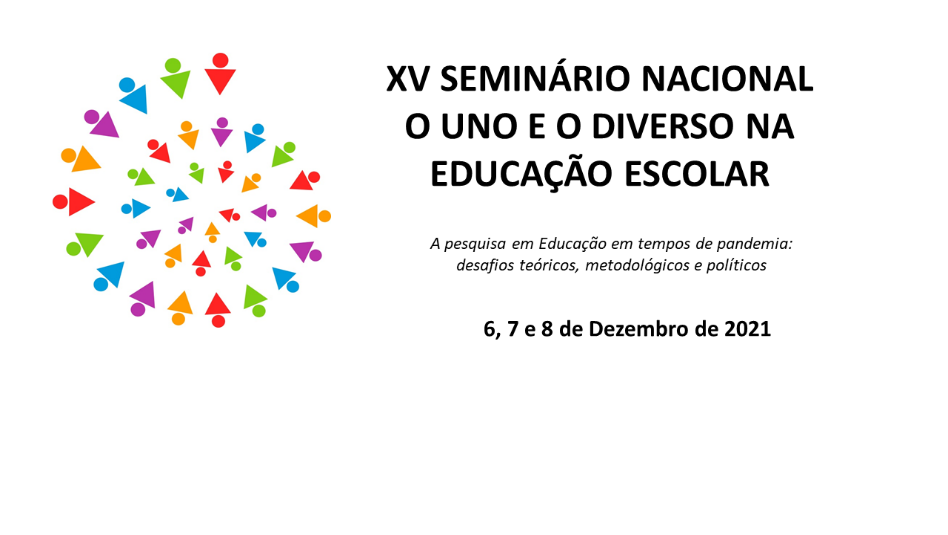 XV SEMINÁRIO NACIONAL
O UNO E O DIVERSO NA
EDUCAÇÃO ESCOLAR
A pesquisa em Educação em tempos de pandemia:
desafios teóricos, metodológicos e políticos
6, 7 e 8 de Dezembro de 2021